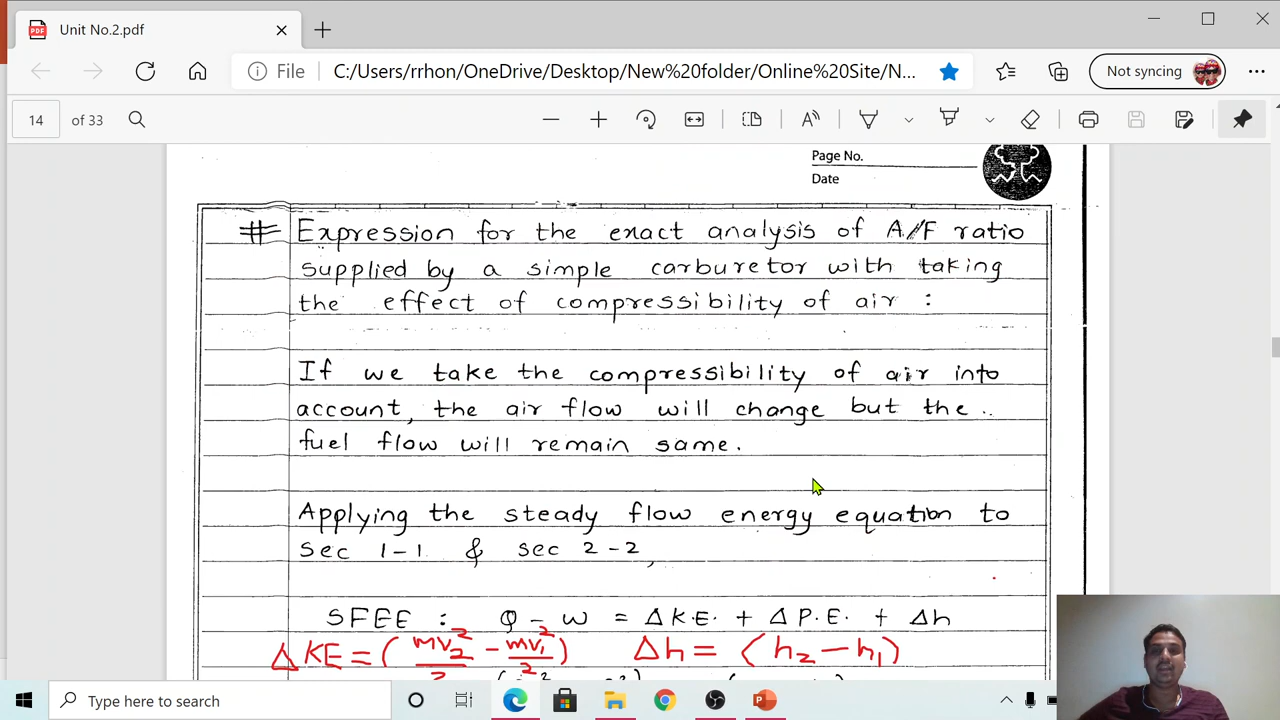 Unit No.2.pdf
File
C:/Users/rrhon/OneDrive/Desktop/New%20folder/Online%20Site/N...
Not syncing
14 of 33
Page No.
Date
# Expression for the exact analysis of A/F ratio
supplied by a simple carburetor with taking
the effect of compressibility of air :
If we take the compressibility of air into
account, the air flow will change but the ..
fuel flow will remain same.
Applying the steady flow energy equation to
sec 1-1 & sec 2-2,
SFEE : Q - w = ΔK.E. + ΔP.E. + Δh
ΔKE = (mv₂²/2 - mv₁²/2) Δh = (h₂ - h₁)
Type here to search